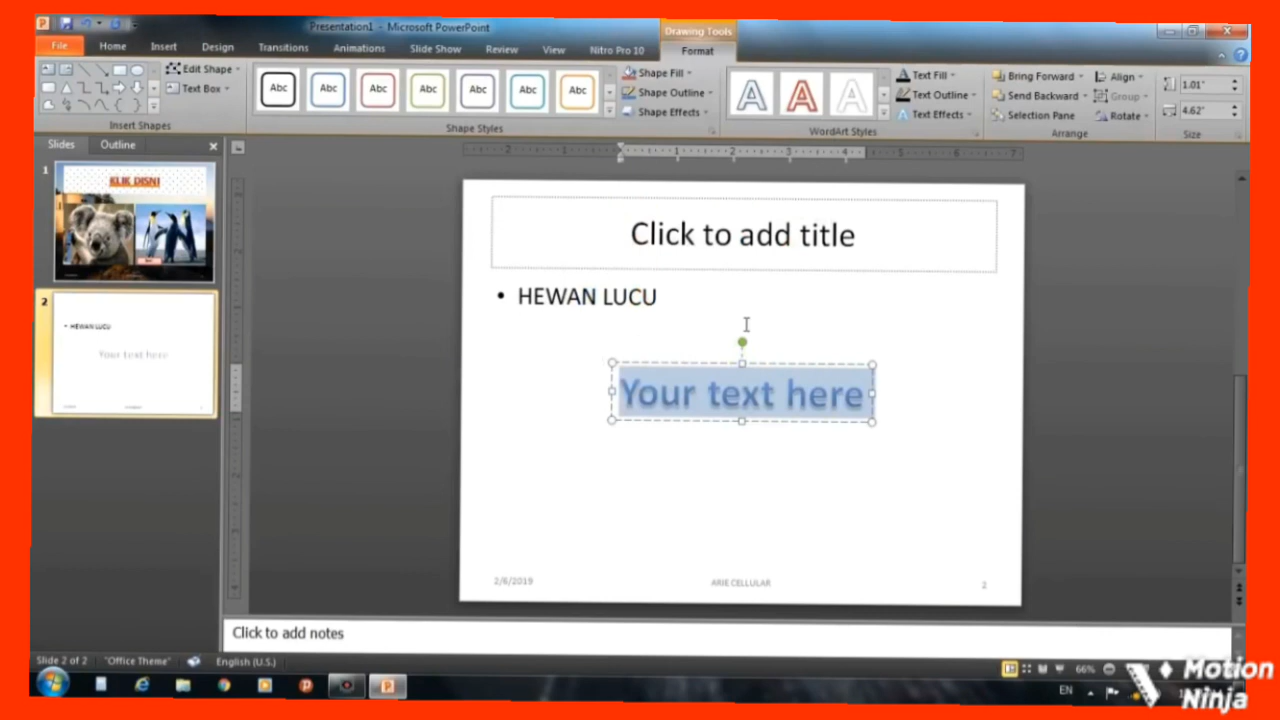 Presentation1 - Microsoft PowerPoint
Drawing Tools
File Home Insert Design Transitions Animations Slide Show Review View Nitro Pro 10 Format
Edit Shape
Text Box
Insert Shapes
Abc Abc Abc Abc Abc Abc Abc
Shape Fill
Shape Outline
Shape Effects
Shape Styles
A A A
Text Fill
Text Outline
Text Effects
WordArt Styles
Bring Forward
Send Backward
Selection Pane
Align
Group
Rotate
Arrange
1.01"
4.62"
Size
Slides Outline
1
KLIK DISNI
2
HEWAN LUCU
Your text here
Click to add title
• HEWAN LUCU
Your text here
2/6/2019 ARIE CELLULAR 2
Click to add notes
Slide 2 of 2 "Office Theme" English (U.S.) 66%
EN
Motion
Ninja